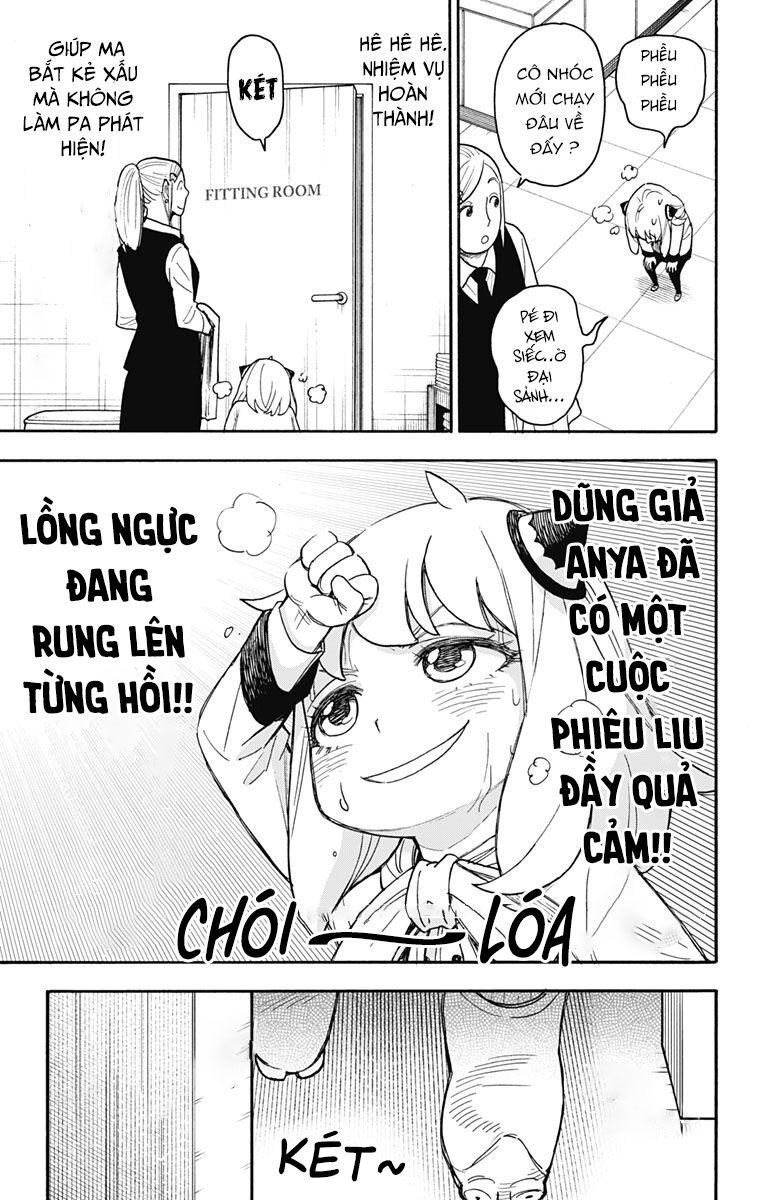 PHỀU
PHỀU
PHỀU
CÔ NHÓC
MỚI CHẠY
ĐÂU VỀ
ĐẤY ?
PÉ ĐI
XEM
SIẾC..Ờ
ĐẠI
SẢNH...
HÊ HÊ HÊ,
NHIỆM VỤ
HOÀN
THÀNH!
KÉT
GIÚP MA
BẮT KẺ XẤU
MÀ KHÔNG
LÀM PA PHÁT
HIỆN!
FITTING ROOM
DŨNG GIẢ
ANYA ĐÃ
CÓ MỘT
CUỘC
PHIÊU LIU
ĐẦY QUẢ
CẢM!!
LỒNG NGỰC
ĐANG
RUNG LÊN
TỪNG HỒI!!
CHÓI LÓA
KÉT~